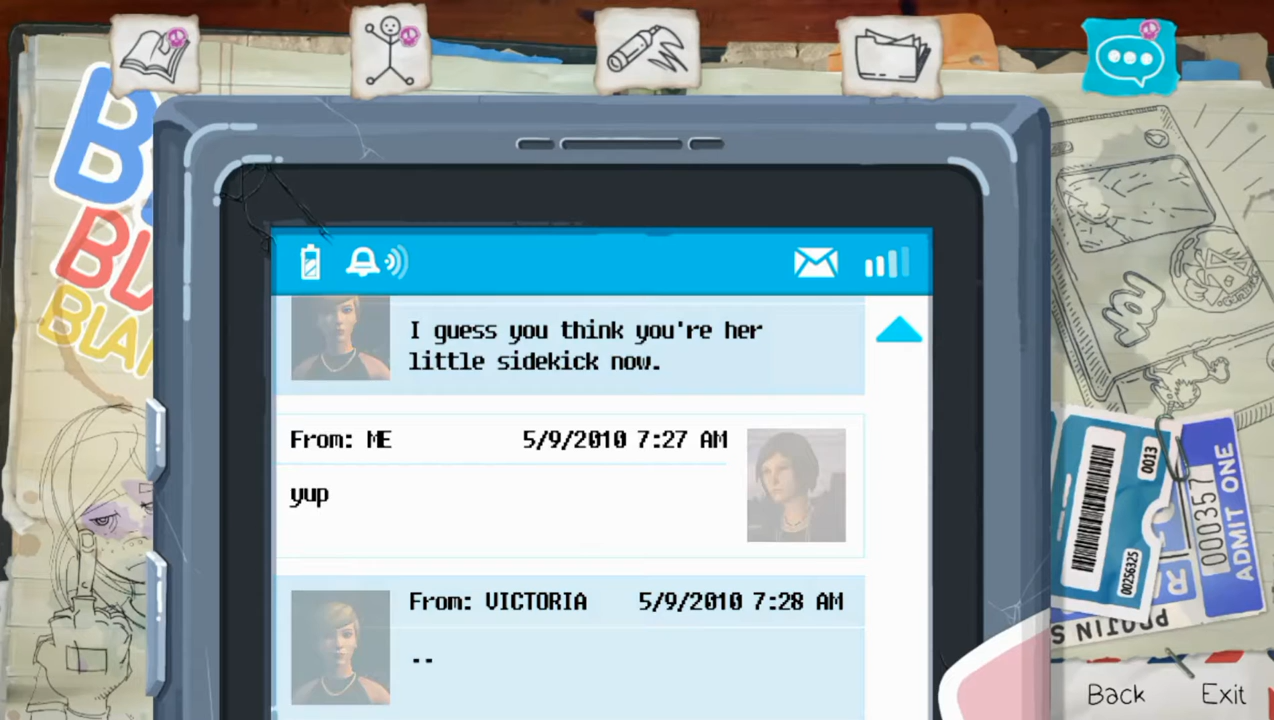 I guess you think you're her
little sidekick now.
From: ME 5/9/2010 7:27 AM
yup
From: VICTORIA 5/9/2010 7:28 AM
--
0013
00256325
000357
ADMIT ONE
Back
Exit